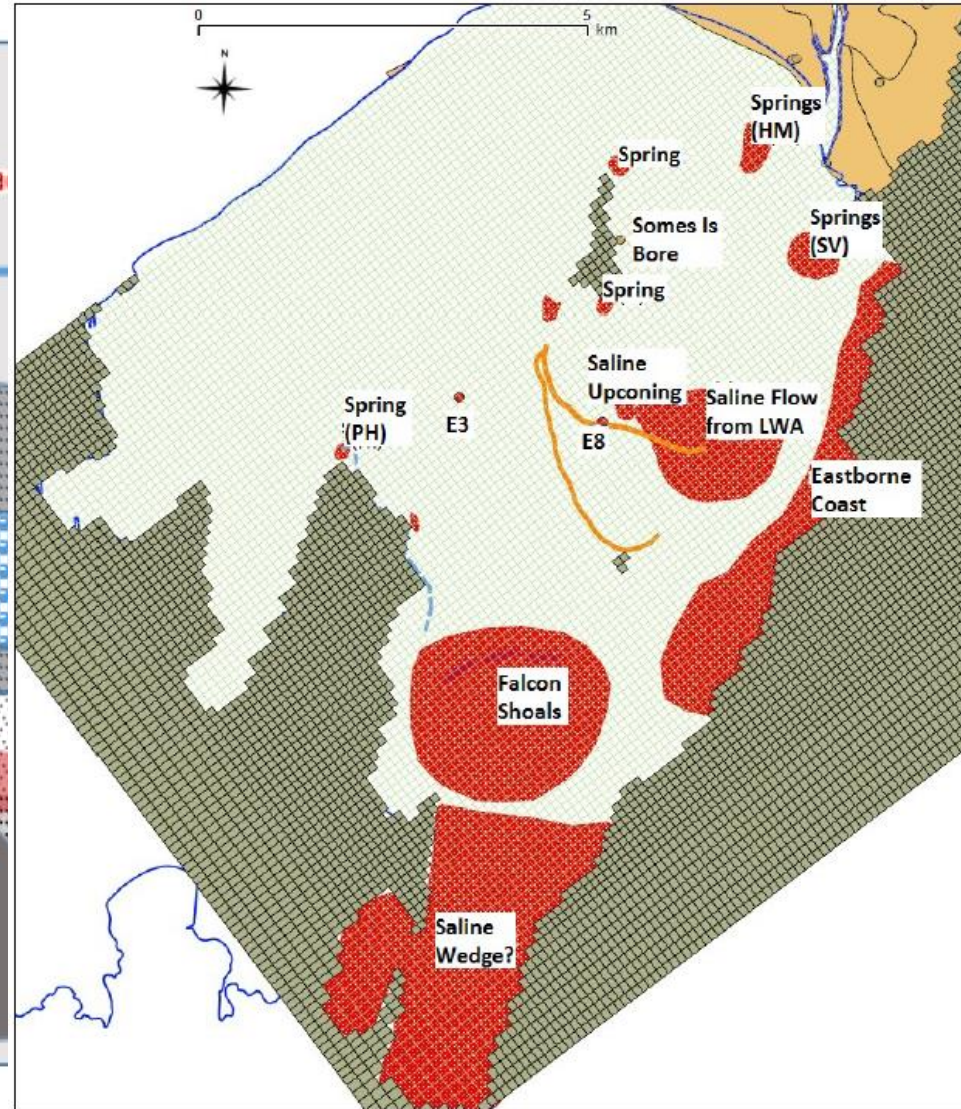 0
5
km
N
Springs
(HM)
Spring
Springs
(SV)
Somes Is
Bore
Spring
Saline
Upconing
Saline Flow
from LWA
Spring
(PH)
E3
E8
Eastborne
Coast
Falcon
Shoals
Saline
Wedge?